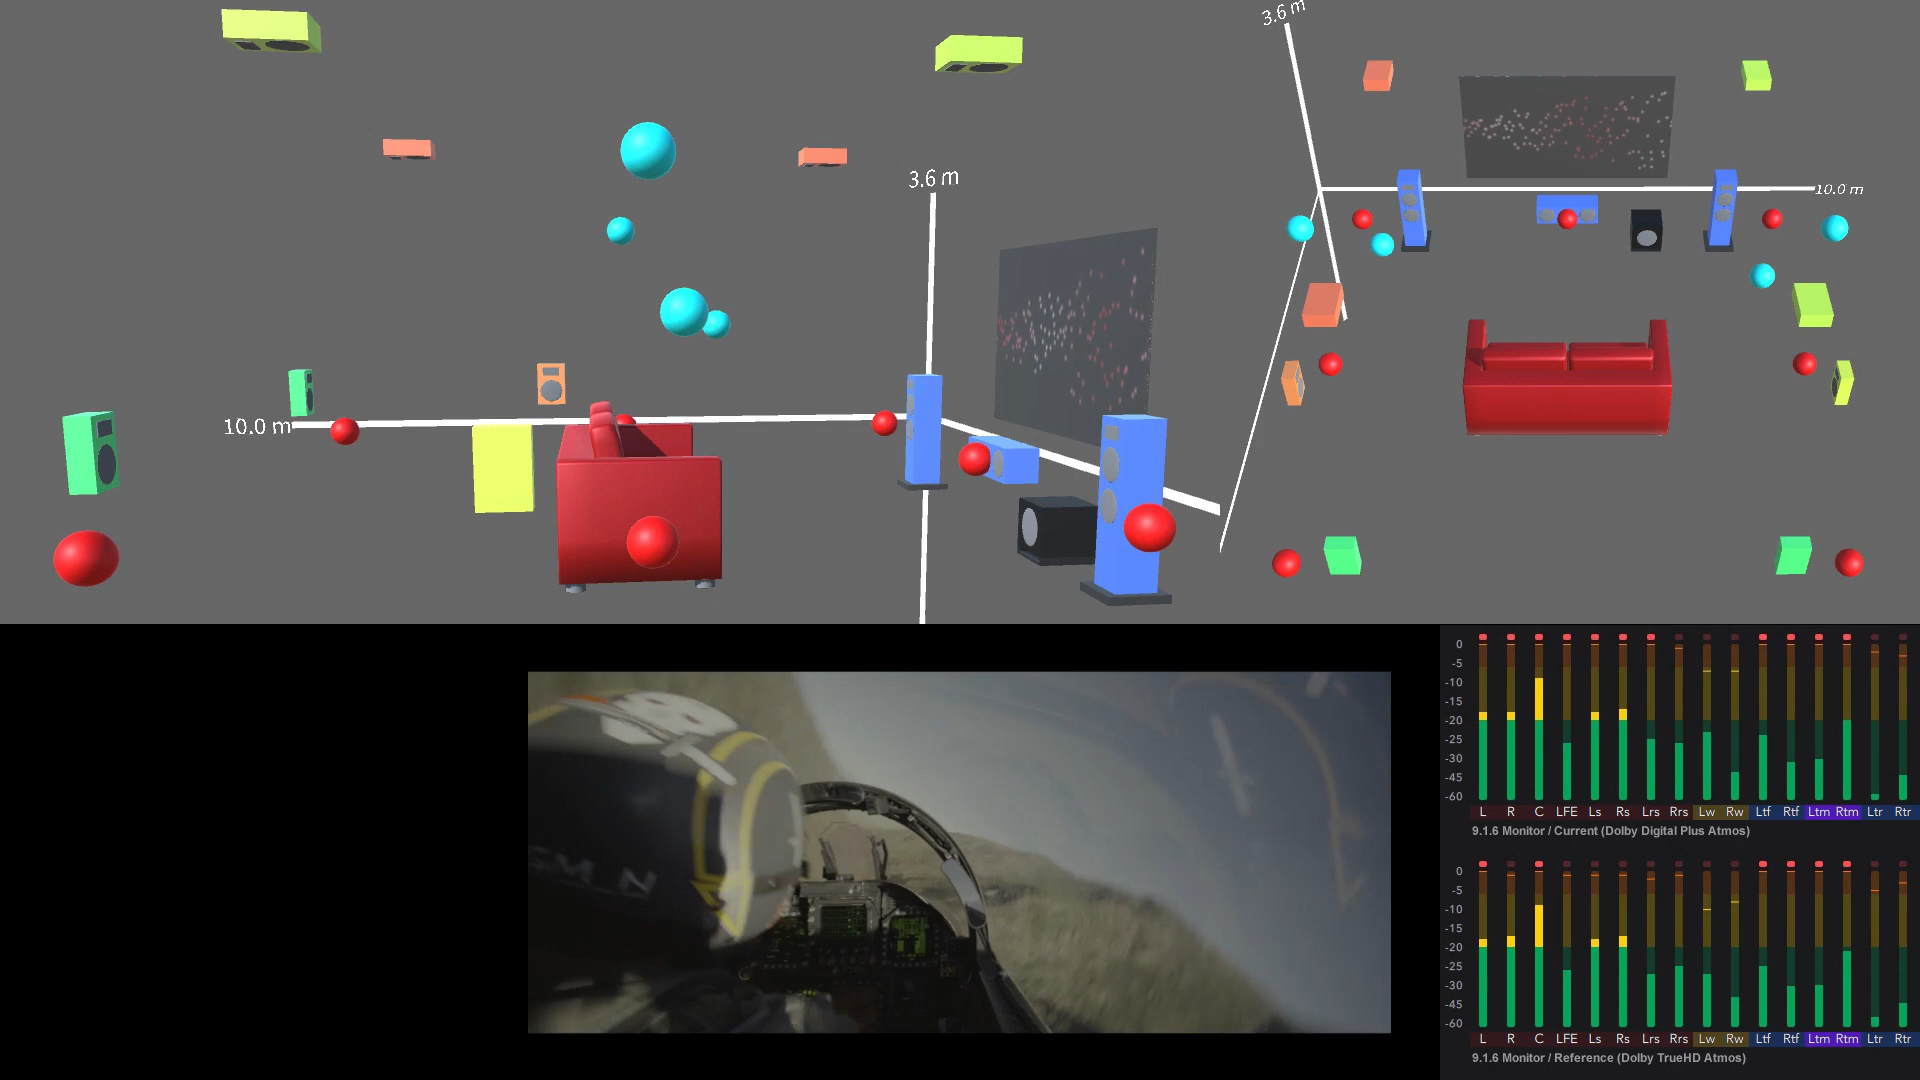 3.6 m
3.6 m
10.0 m
10.0 m
0
-5
-10
-15
-20
-25
-30
-45
-60
L R C LFE Ls Rs Lrs Rrs Lw Rw Ltf Rtf Ltm Rtm Ltr Rtr
9.1.6 Monitor / Current (Dolby Digital Plus Atmos)
0
-5
-10
-15
-20
-25
-30
-45
-60
L R C LFE Ls Rs Lrs Rrs Lw Rw Ltf Rtf Ltm Rtm Ltr Rtr
9.1.6 Monitor / Reference (Dolby TrueHD Atmos)